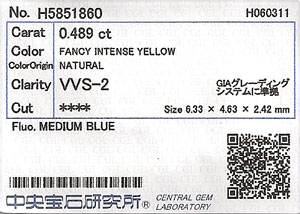 No. H5851860 H060311
Carat 0.489 ct
Color FANCY INTENSE YELLOW
ColorOrigin NATURAL
Clarity VVS-2 GIAグレーディング
システムに準拠
Cut **** Size 6.33 × 4.63 × 2.42 mm
Fluo. MEDIUM BLUE
中央宝石研究所® CENTRAL GEM
LABORATORY